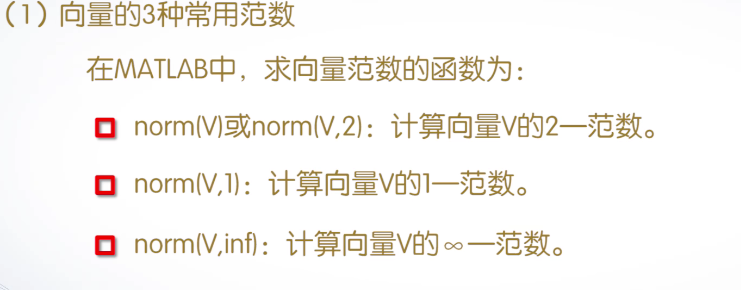 （1）向量的3种常用范数
在MATLAB中，求向量范数的函数为：
norm(V)或norm(V,2)：计算向量V的2—范数。
norm(V,1)：计算向量V的1—范数。
norm(V,inf)：计算向量V的∞—范数。